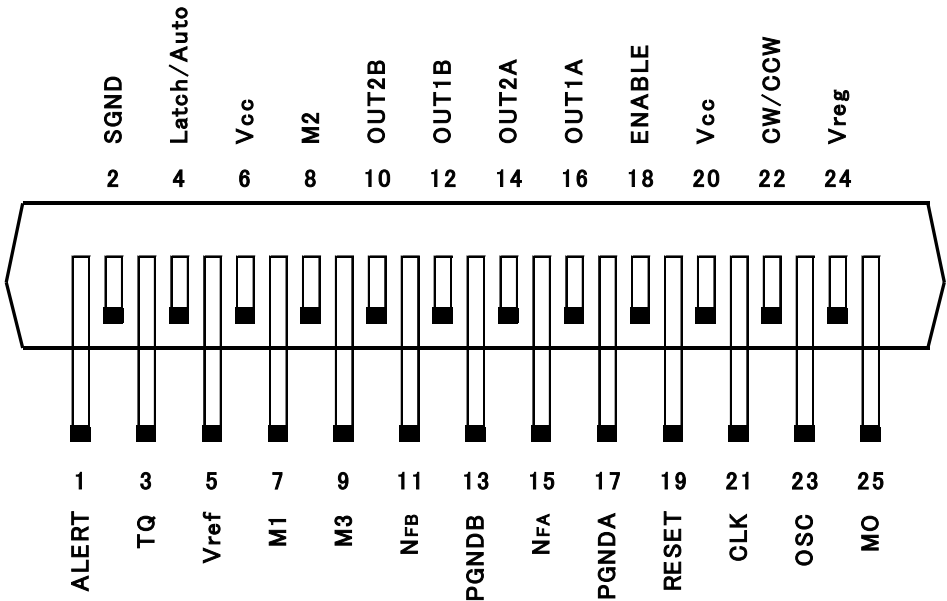 SGND Latch/Auto Vcc M2 OUT2B OUT1B OUT2A OUT1A ENABLE Vcc CW/CCW Vreg
2 4 6 8 10 12 14 16 18 20 22 24
1 3 5 7 9 11 13 15 17 19 21 23 25
ALERT TQ Vref M1 M3 NFB PGNDB NFA PGNDA RESET CLK OSC MO